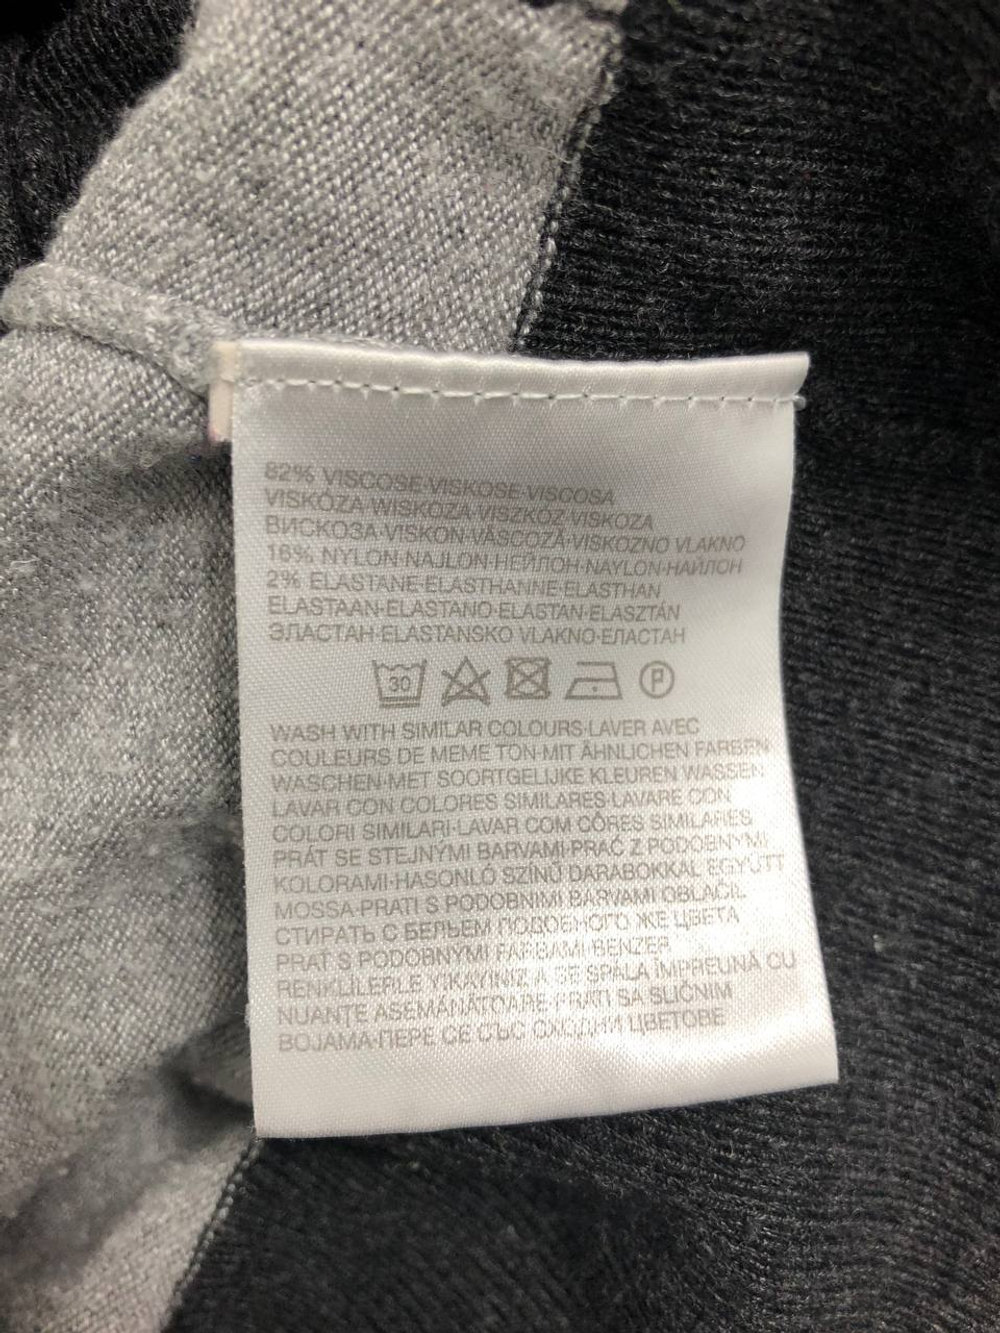 82% VISCOSE·VISKOSE·VISCOSA
VISKÓZA·WISKOZA·VISZKÓZ·VISKOZA
ВИСКОЗА·VISKON·VÂSCOZĂ·VISKOZNO VLAKNO
16% NYLON·NAJLON·НЕЙЛОН·NAYLON·НАЙЛОН
2% ELASTANE·ELASTHANNE·ELASTHAN
ELASTAAN·ELASTANO·ELASTAN·ELASZTÁN
ЭЛАСТАН·ELASTANSKO VLAKNO·ЕЛАСТАН
30 P
WASH WITH SIMILAR COLOURS·LAVER AVEC
COULEURS DE MEME TON·MIT ÄHNLICHEN FARBEN
WASCHEN·MET SOORTGELIJKE KLEUREN WASSEN
LAVAR CON COLORES SIMILARES·LAVARE CON
COLORI SIMILARI·LAVAR COM CÔRES SIMILARES
PRÁT SE STEJNÝMI BARVAMI·PRAĆ Z PODOBNYMI
KOLORAMI·HASONLÓ SZÍNŰ DARABOKKAL EGYÜTT
MOSSA·PRATI S PODOBNIMI BARVAMI OBLAČIL
СТИРАТЬ С БЕЛЬЕМ ПОДОБНОГО ЖЕ ЦВЕТА
PRAŤ S PODOBNÝMI FARBAMI·BENZER
RENKLİLERLE YIKAYINIZ·A SE SPĂLA ÎMPREUNĂ CU
NUANȚE ASEMĂNĂTOARE·PRATI SA SLIČNIM
BOJAMA·ПЕРЕ СЕ СЪС СХОДНИ ЦВЕТОВЕ